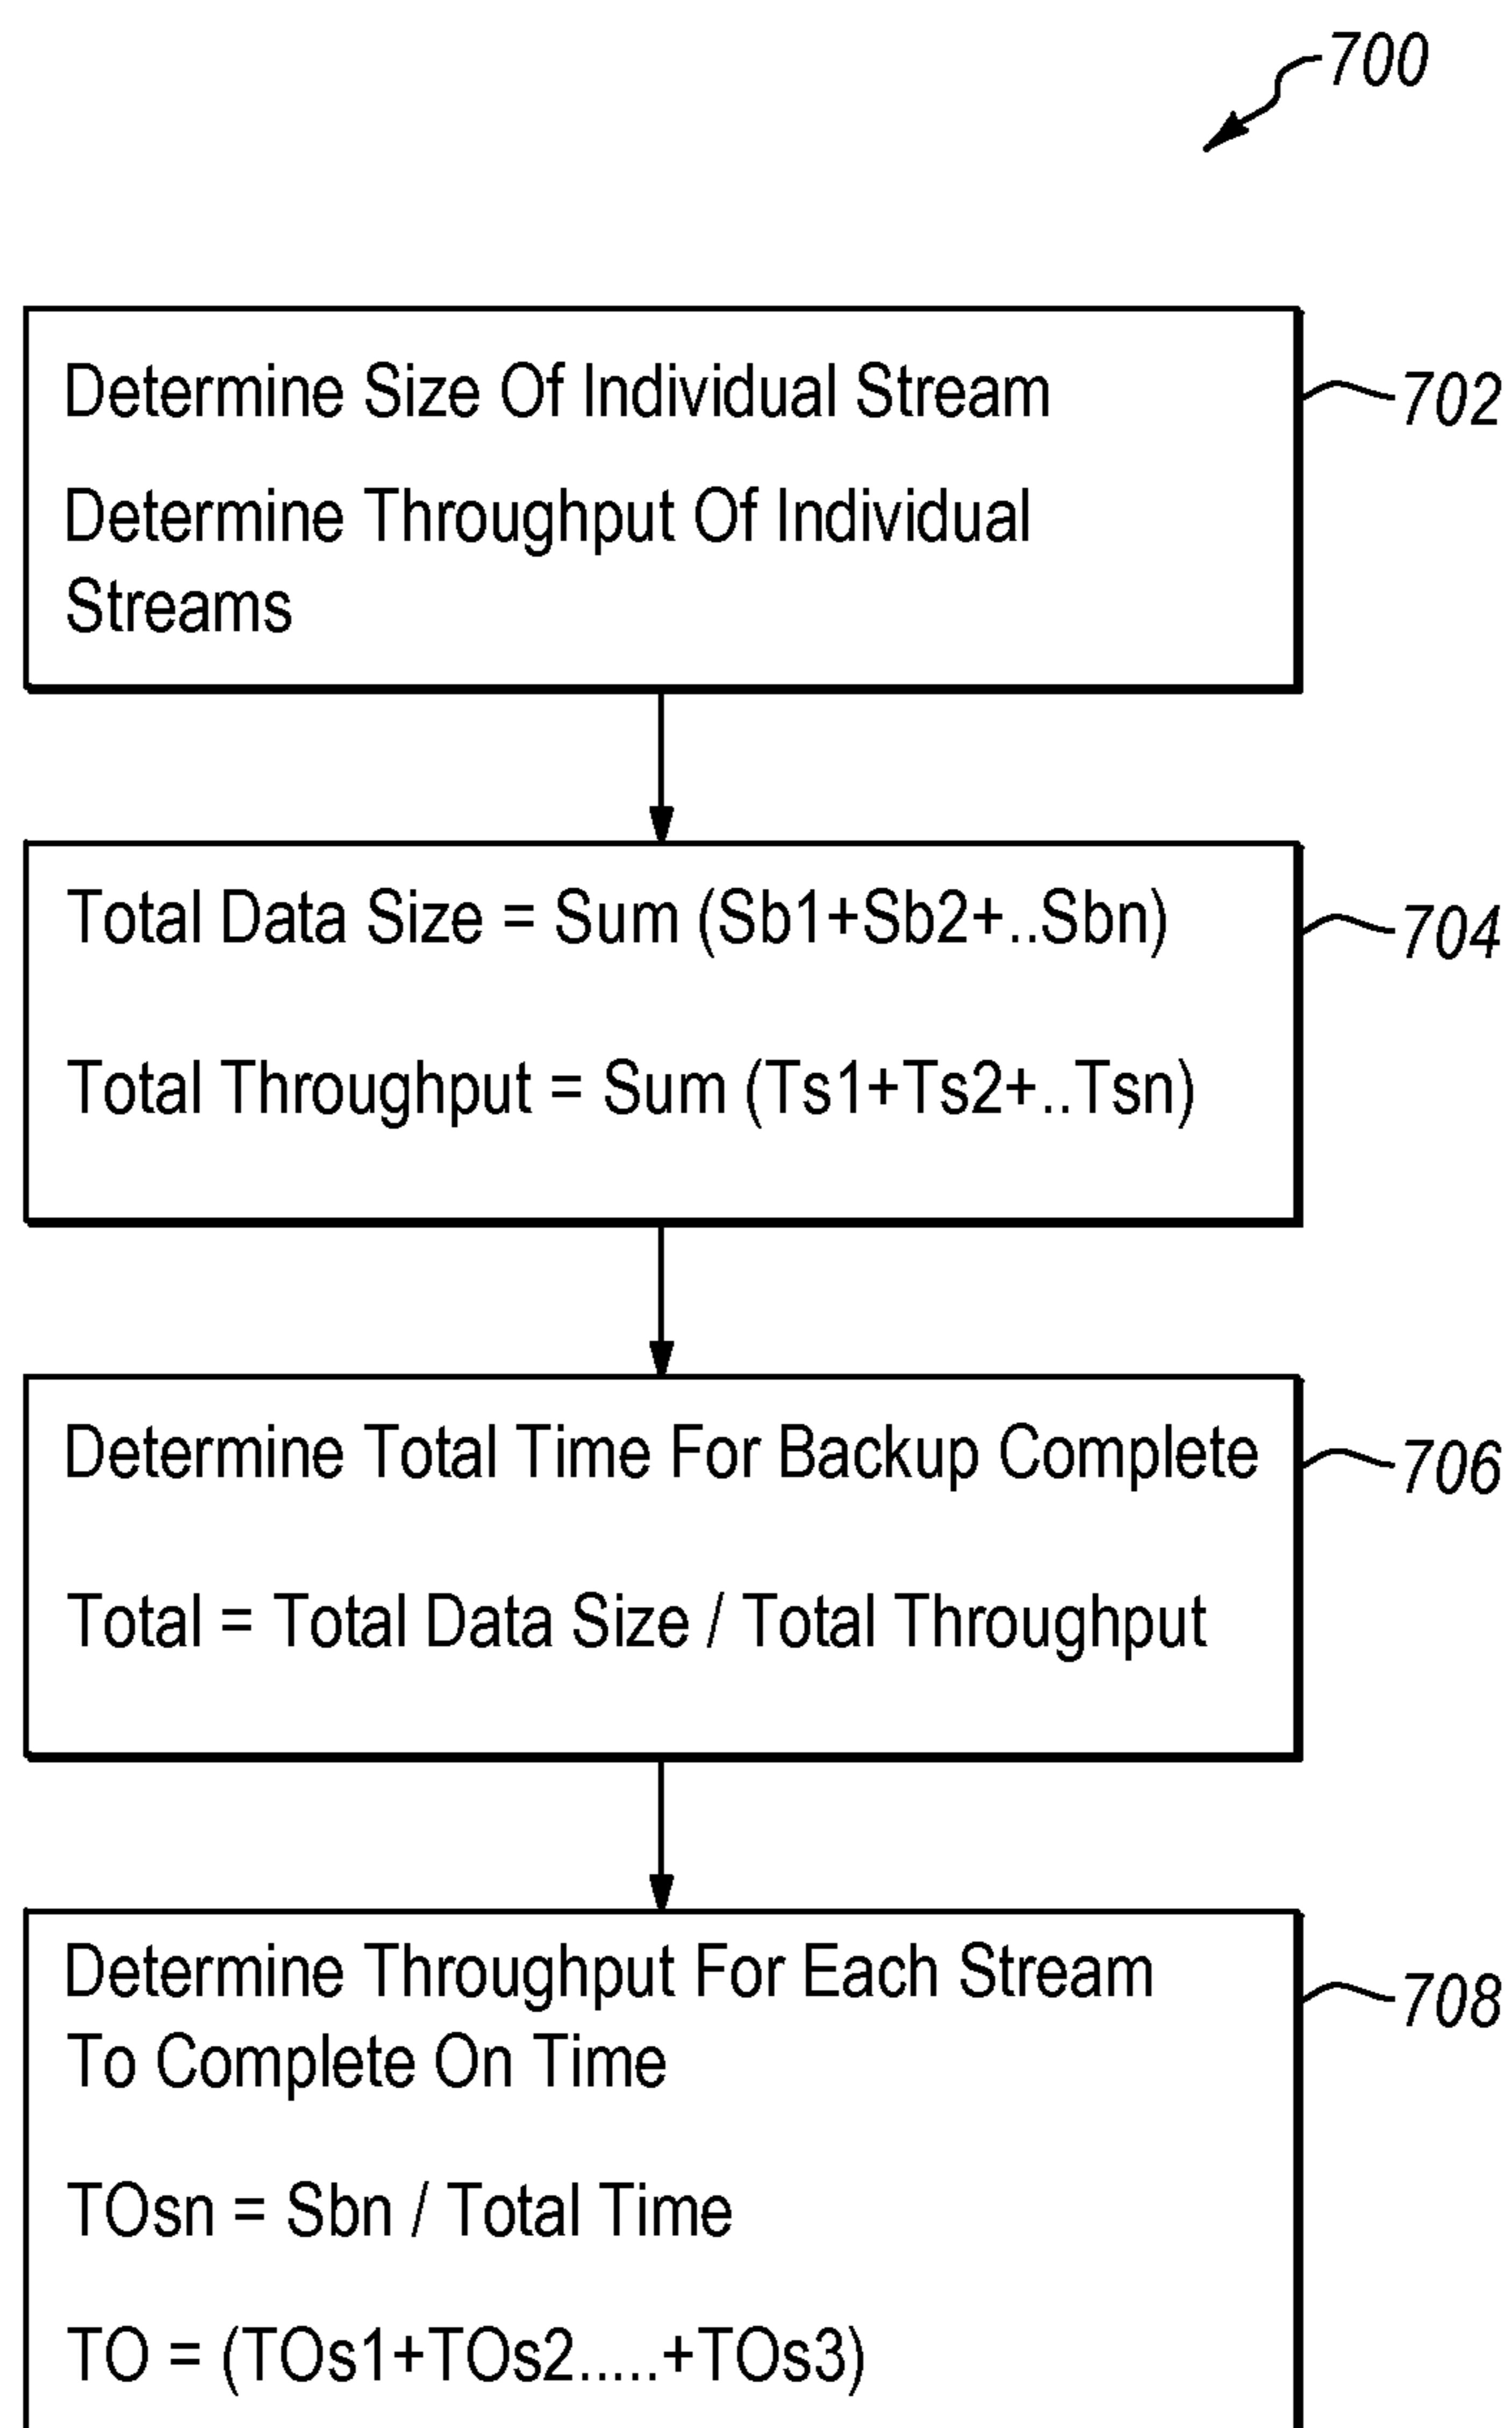 700
Determine Size Of Individual Stream
702
Determine Throughput Of Individual
Streams
Total Data Size = Sum (Sb1+Sb2+..Sbn)
704
Total Throughput = Sum (Ts1+Ts2+..Tsn)
Determine Total Time For Backup Complete
706
Total = Total Data Size / Total Throughput
Determine Throughput For Each Stream
708
To Complete On Time
TOsn = Sbn / Total Time
TO = (TOs1+TOs2.....+TOs3)